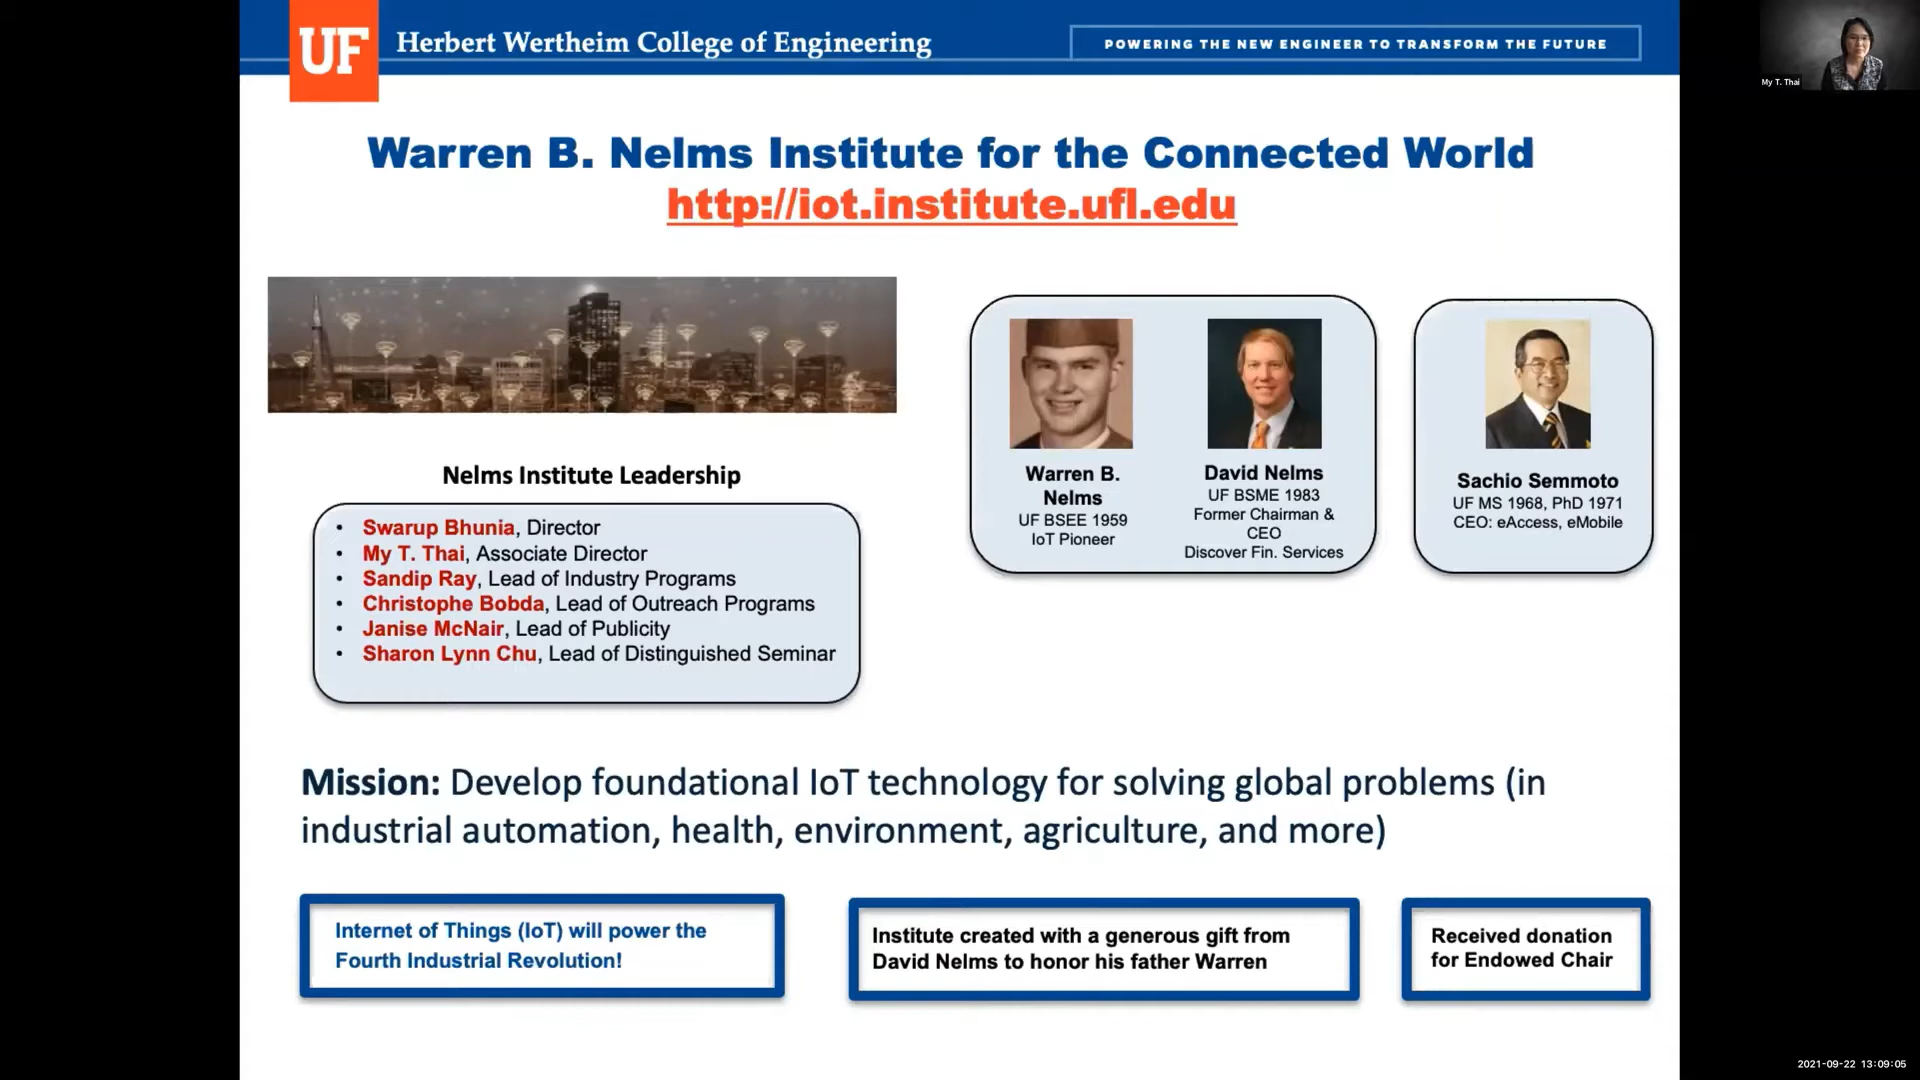 UF
Herbert Wertheim College of Engineering
POWERING THE NEW ENGINEER TO TRANSFORM THE FUTURE
My T. Thai
Warren B. Nelms Institute for the Connected World
http://iot.institute.ufl.edu
Nelms Institute Leadership
• Swarup Bhunia, Director
• My T. Thai, Associate Director
• Sandip Ray, Lead of Industry Programs
• Christophe Bobda, Lead of Outreach Programs
• Janise McNair, Lead of Publicity
• Sharon Lynn Chu, Lead of Distinguished Seminar
Warren B.
Nelms
UF BSEE 1959
IoT Pioneer
David Nelms
UF BSME 1983
Former Chairman &
CEO
Discover Fin. Services
Sachio Semmoto
UF MS 1968, PhD 1971
CEO: eAccess, eMobile
Mission: Develop foundational IoT technology for solving global problems (in
industrial automation, health, environment, agriculture, and more)
Internet of Things (IoT) will power the
Fourth Industrial Revolution!
Institute created with a generous gift from
David Nelms to honor his father Warren
Received donation
for Endowed Chair
2021-09-22 13:09:05